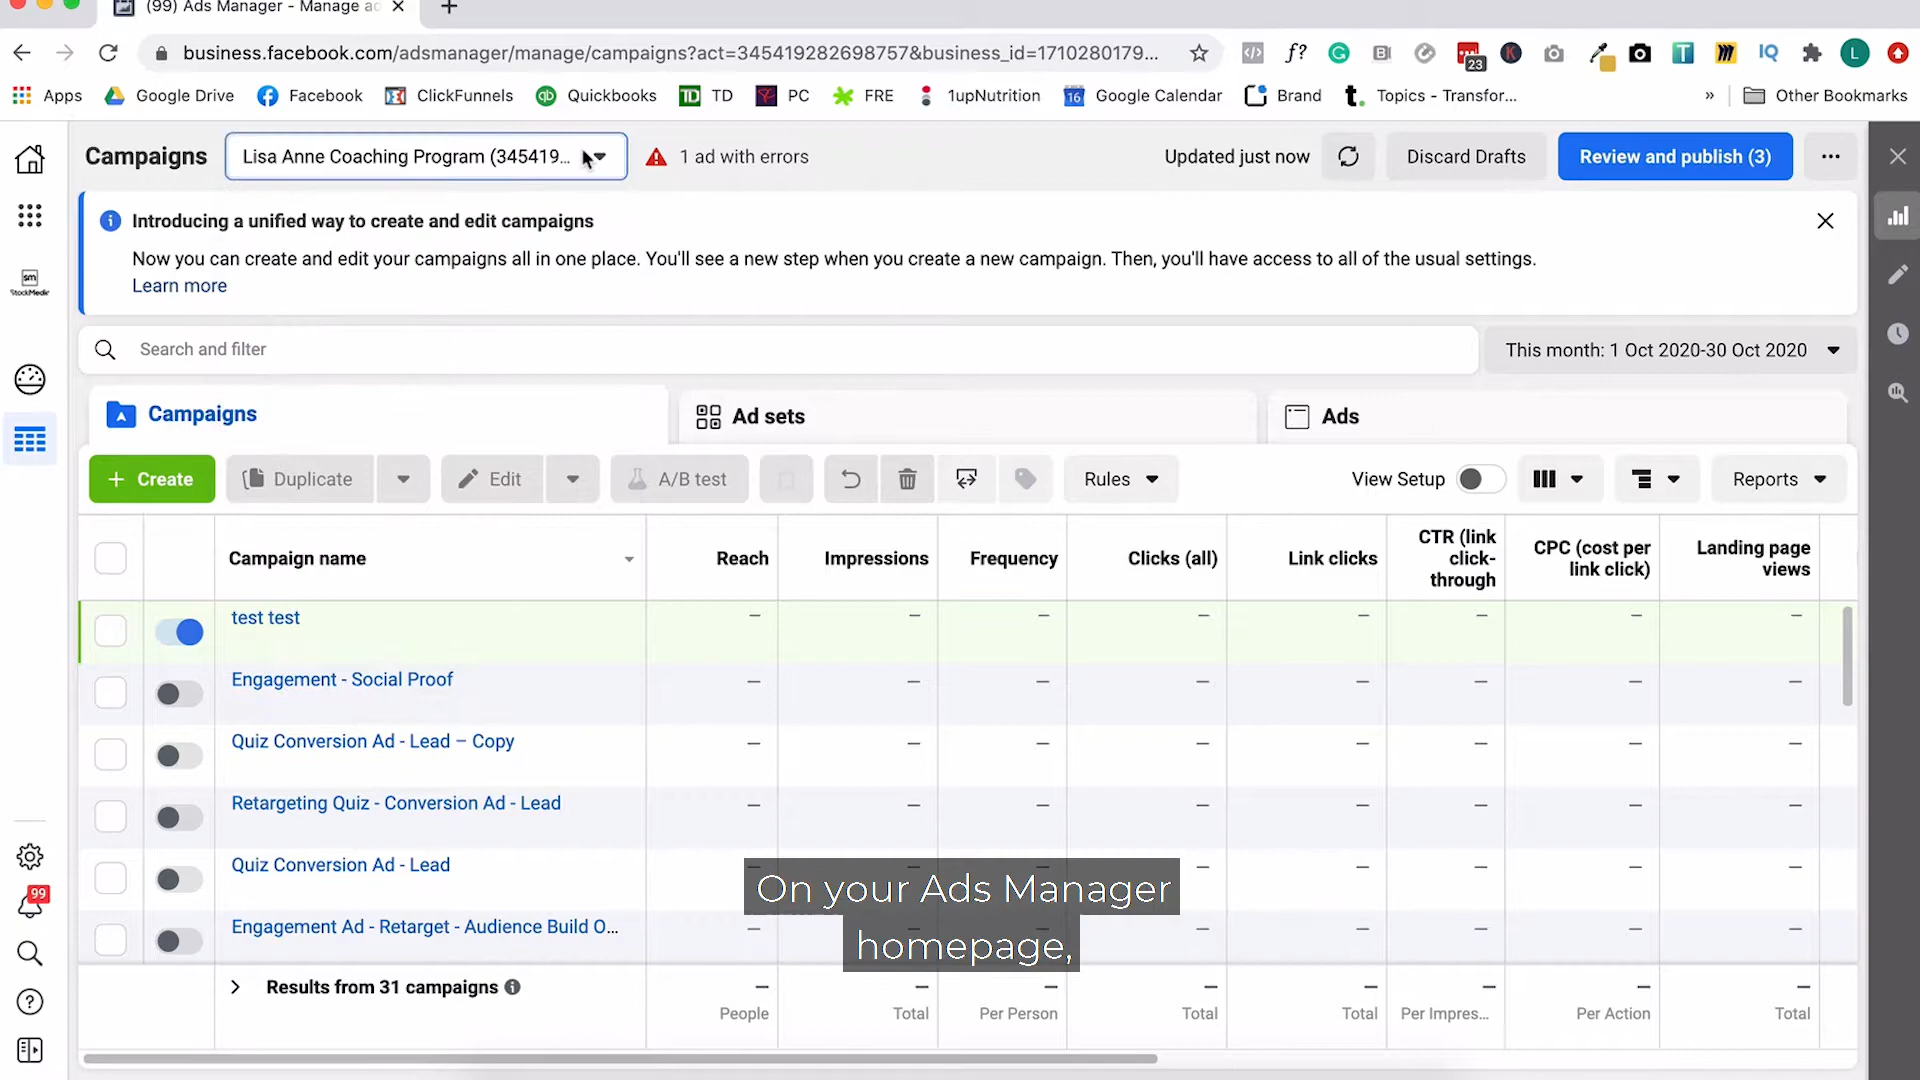 (99) Ads Manager - Manage ad
business.facebook.com/adsmanager/manage/campaigns?act=345419282698757&business_id=1710280179...
f?
23
T
IQ
L
Apps
Google Drive
Facebook
ClickFunnels
Quickbooks
TD
PC
FRE
1upNutrition
16
Google Calendar
Brand
t.
Topics - Transfor...
»
Other Bookmarks
Campaigns
Lisa Anne Coaching Program (345419...
1 ad with errors
Updated just now
Discard Drafts
Review and publish (3)
Introducing a unified way to create and edit campaigns
Now you can create and edit your campaigns all in one place. You'll see a new step when you create a new campaign. Then, you'll have access to all of the usual settings.
Learn more
sm
StockMedic
Search and filter
This month: 1 Oct 2020-30 Oct 2020
Campaigns
Ad sets
Ads
+ Create
Duplicate
Edit
A/B test
Rules
View Setup
Reports
Campaign name
Reach
Impressions
Frequency
Clicks (all)
Link clicks
CTR (link
click-
through
CPC (cost per
link click)
Landing page
views
test test
— — — — — — — —
Engagement - Social Proof
— — — — — — — —
Quiz Conversion Ad - Lead – Copy
— — — — — — — —
Retargeting Quiz - Conversion Ad - Lead
— — — — — — — —
Quiz Conversion Ad - Lead
— — — — — — — —
Engagement Ad - Retarget - Audience Build O...
— — — — — — — —
99
Results from 31 campaigns
— — — — — — — —
People
Total
Per Person
Total
Total
Per Impres...
Per Action
Total
On your Ads Manager
homepage,